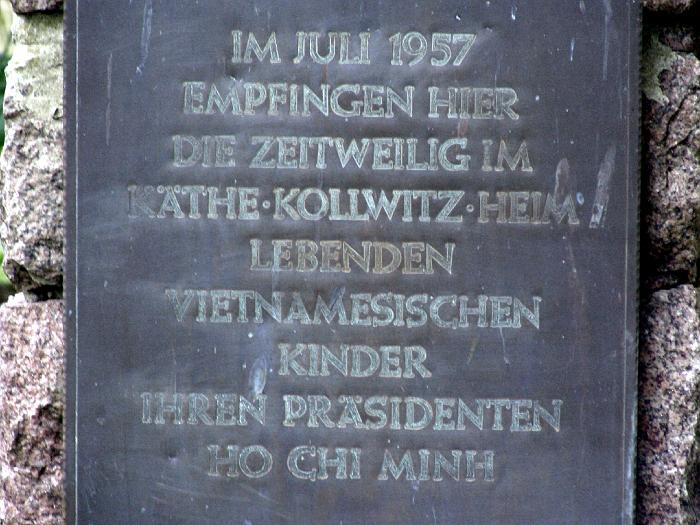 IM JULI 1957
EMPFINGEN HIER
DIE ZEITWEILIG IM
KÄTHE·KOLLWITZ·HEIM
LEBENDEN
VIETNAMESISCHEN
KINDER
IHREN PRÄSIDENTEN
HO CHI MINH